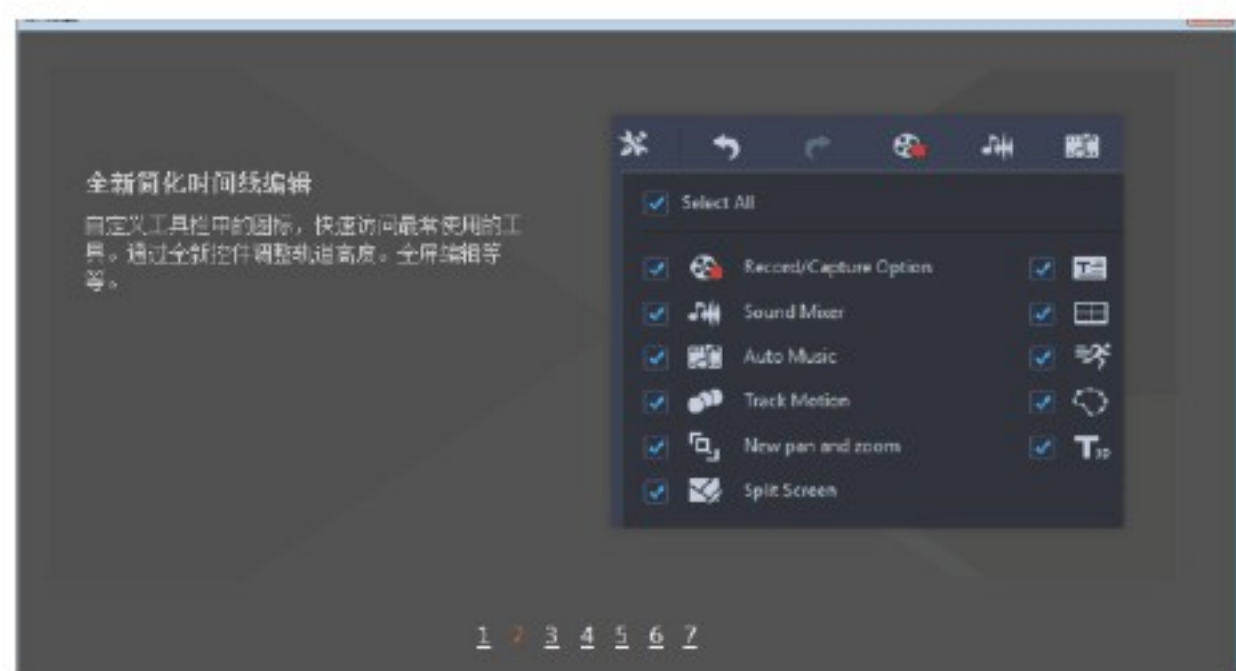 全新简化时间线编辑
自定义工具栏中的图标，快速访问最常使用的工
具。通过全新控件调整轨道高度。全屏编辑等
等。
Select All
Record/Capture Option
Sound Mixer
Auto Music
Track Motion
New pan and zoom
Split Screen
T 3D
1 2 3 4 5 6 7